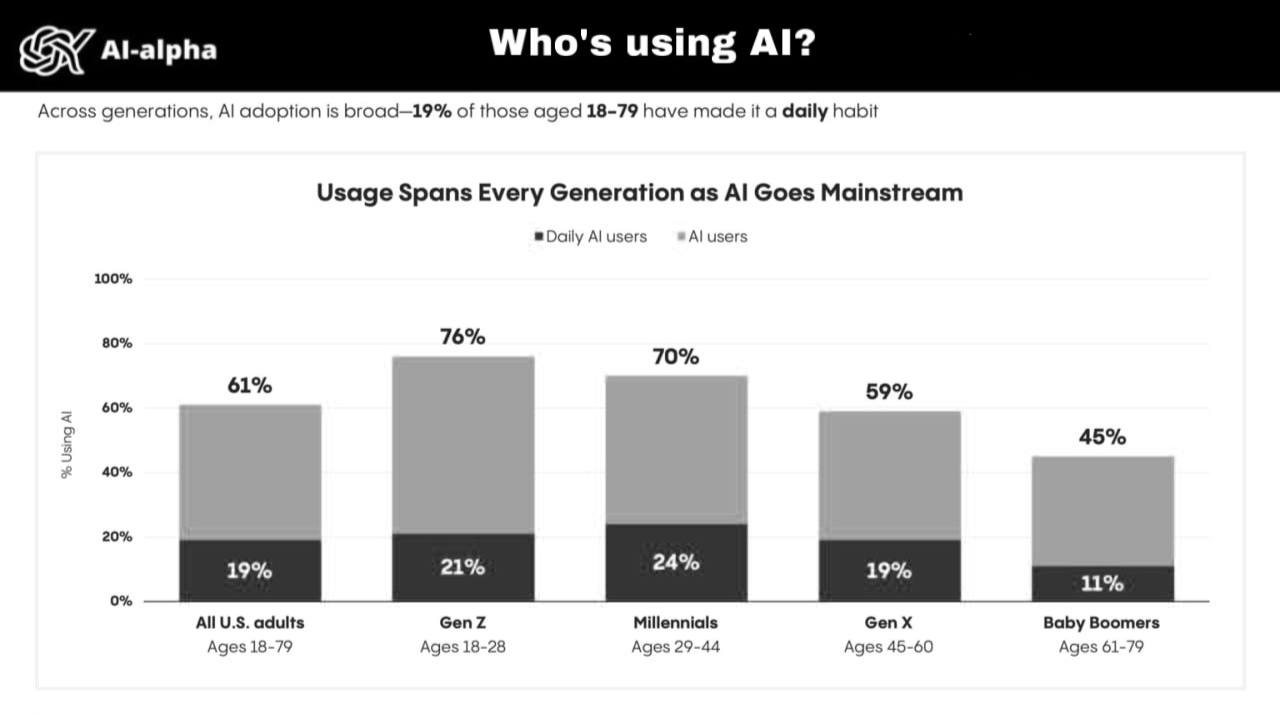 AI-alpha
Who's using AI?
Across generations, AI adoption is broad—19% of those aged 18–79 have made it a daily habit
Usage Spans Every Generation as AI Goes Mainstream
Daily AI users AI users
% Using AI
100%
80%
60%
40%
20%
0%
61%
76%
70%
59%
45%
19%
21%
24%
19%
11%
All U.S. adults
Ages 18-79
Gen Z
Ages 18-28
Millennials
Ages 29-44
Gen X
Ages 45-60
Baby Boomers
Ages 61-79